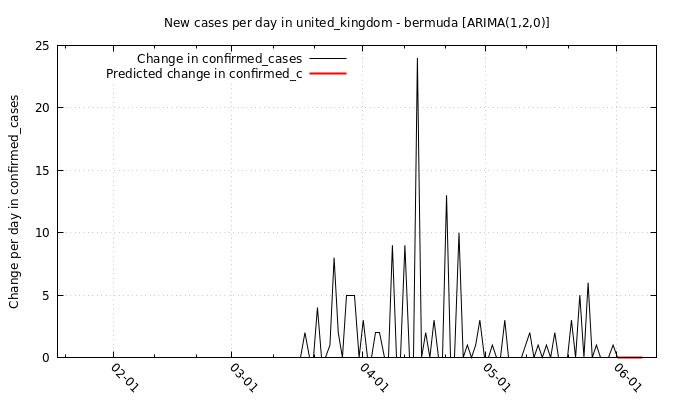 New cases per day in united_kingdom - bermuda [ARIMA(1,2,0)]
Change in confirmed_cases
Predicted change in confirmed_c
Change per day in confirmed_cases
25
20
15
10
5
0
02-01
03-01
04-01
05-01
06-01